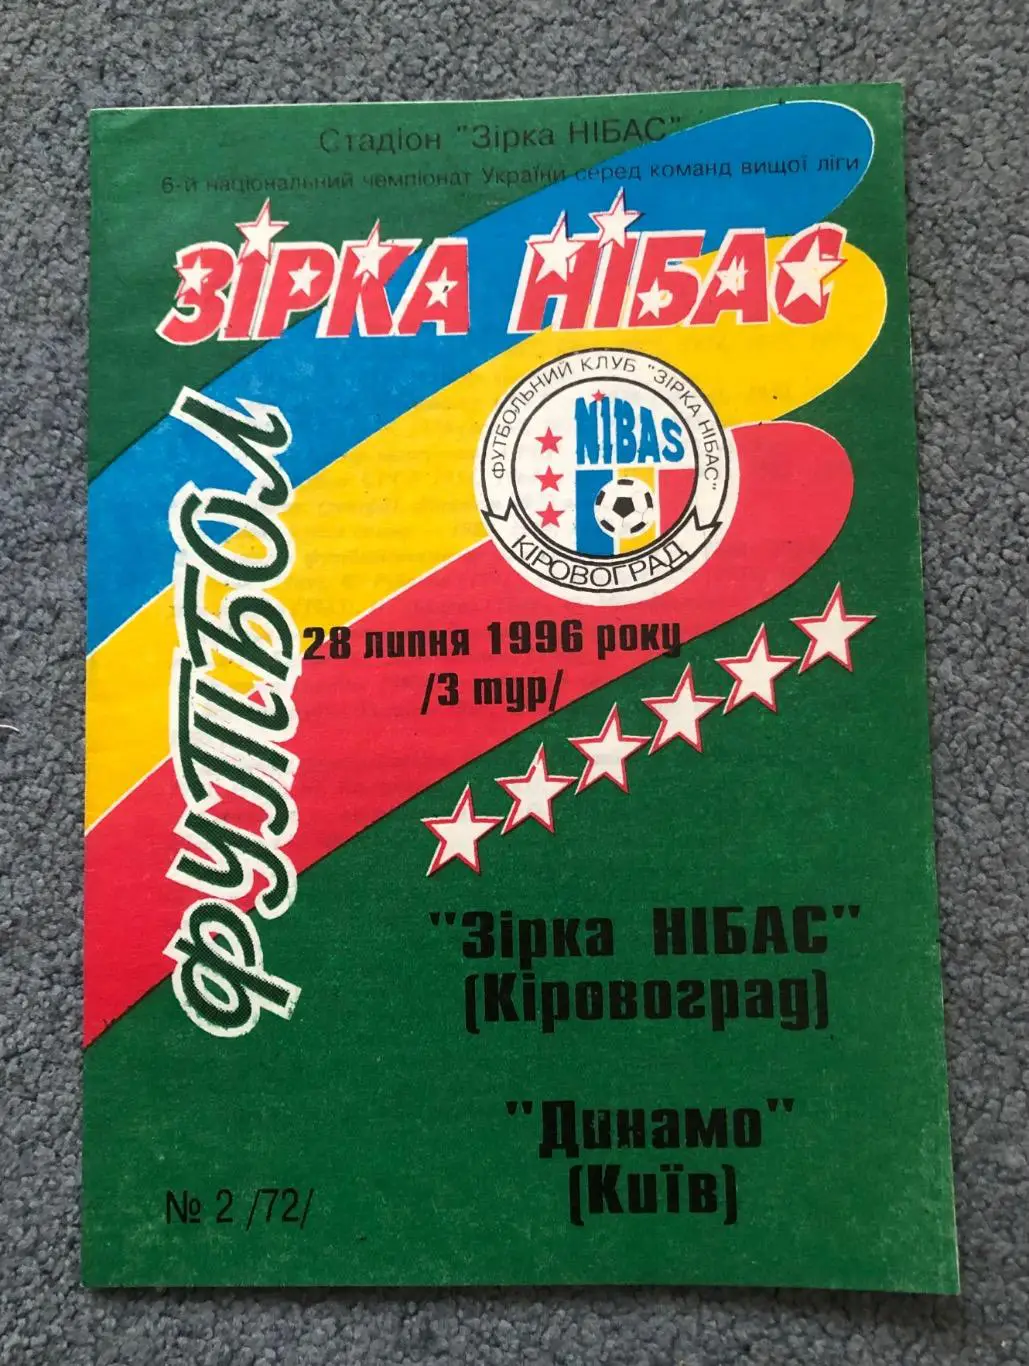 Стадіон "Зірка НІБАС"
6-й національний чемпіонат України серед команд вищої ліги
ЗІРКА НІБАС
ФУТБОЛ
ФУТБОЛЬНИЙ КЛУБ "ЗІРКА НІБАС"
NIBAS
КІРОВОГРАД
28 липня 1996 року
/3 тур/
"Зірка НІБАС"
(Кіровоград)
"Динамо"
(Київ)
№ 2 /72/